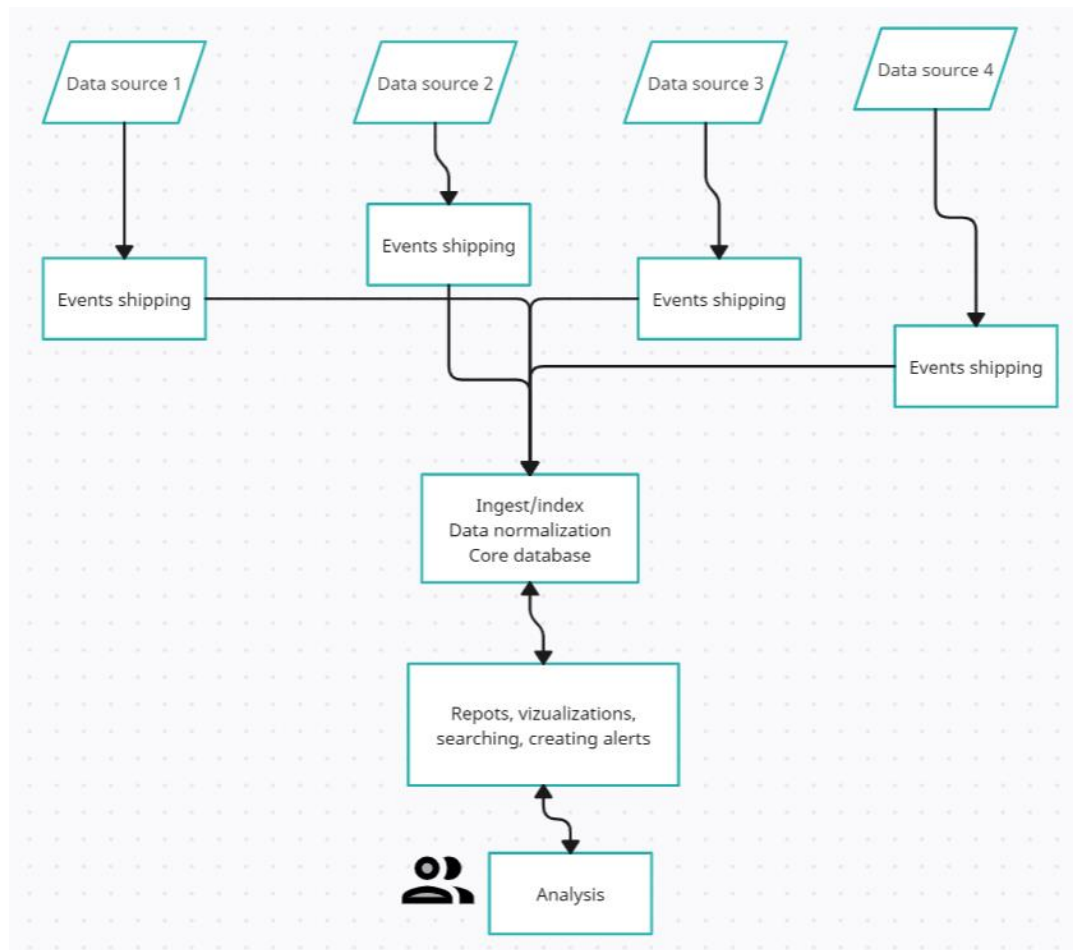 Data source 1
Data source 2
Data source 3
Data source 4
Events shipping
Events shipping
Events shipping
Events shipping
Ingest/index
Data normalization
Core database
Repots, vizualizations,
searching, creating alerts
Analysis